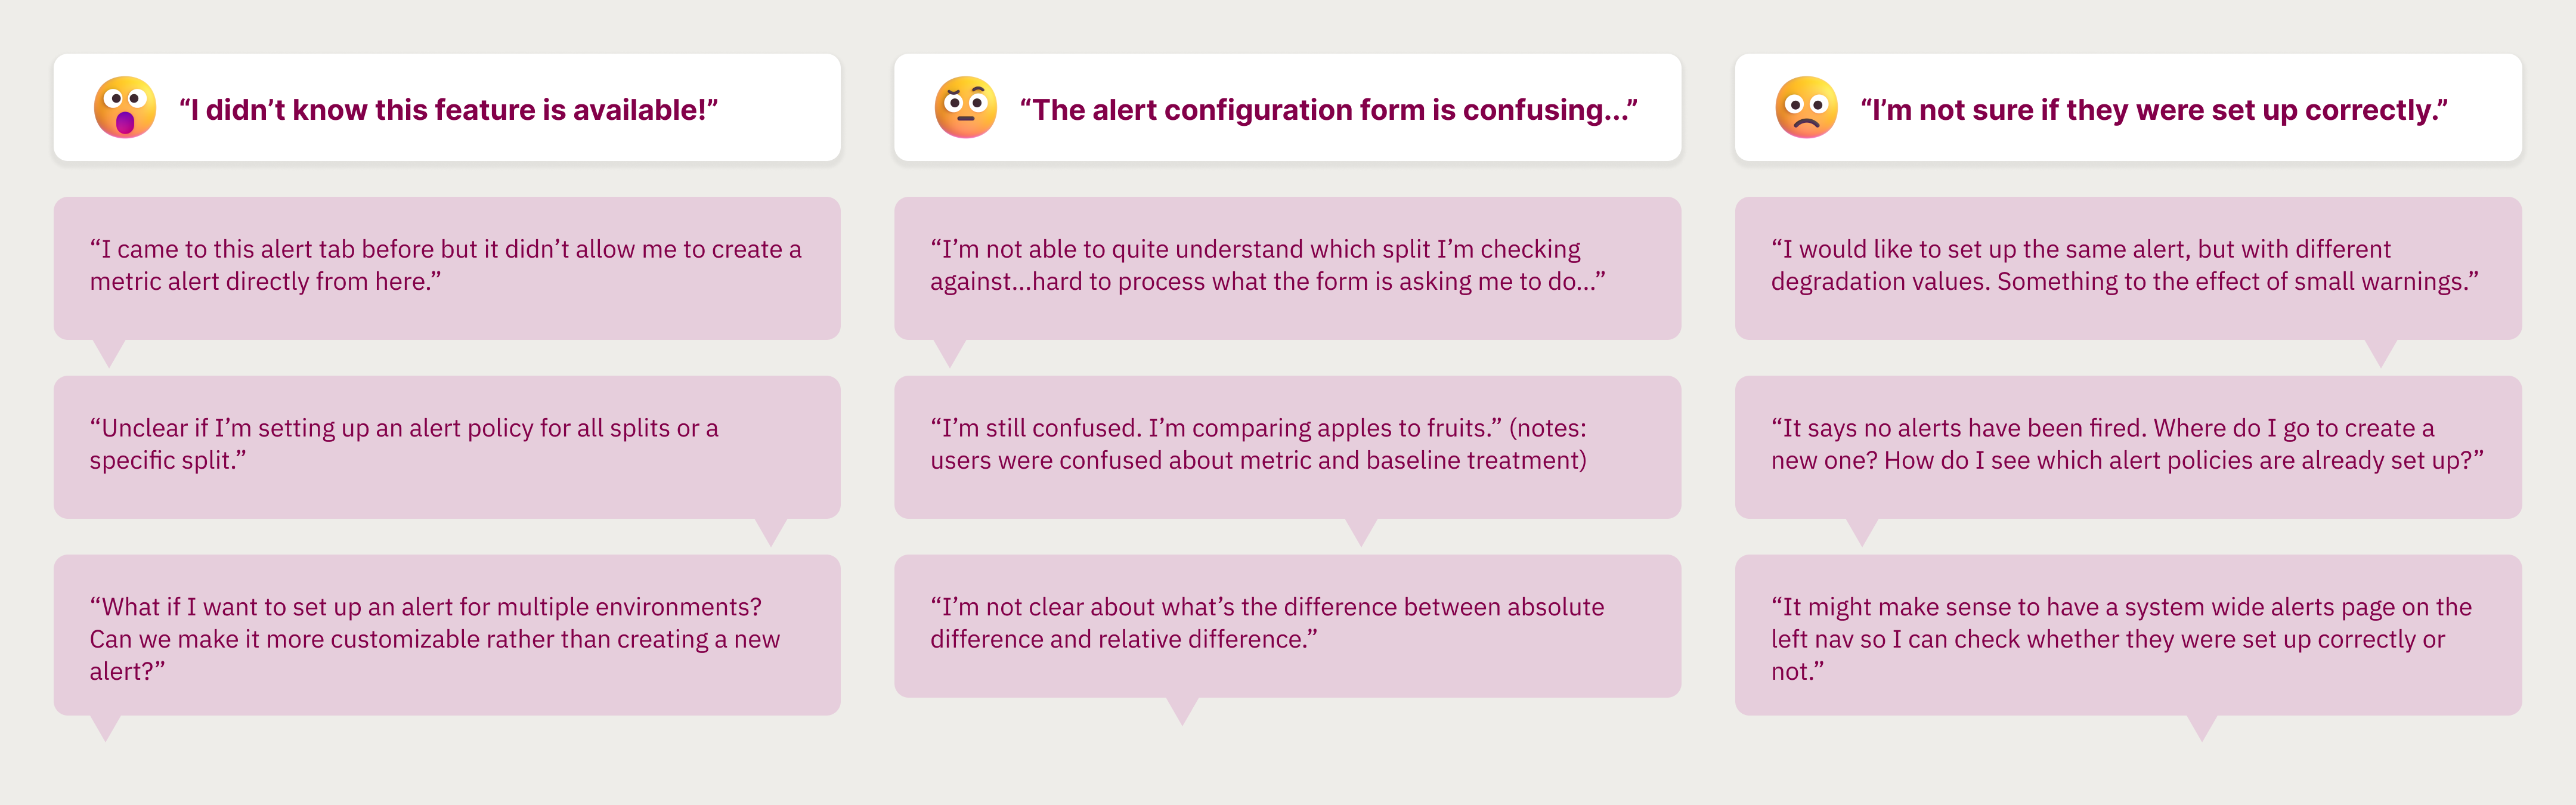 “I didn’t know this feature is available!”
“I came to this alert tab before but it didn’t allow me to create a
metric alert directly from here.”
“Unclear if I’m setting up an alert policy for all splits or a
specific split.”
“What if I want to set up an alert for multiple environments?
Can we make it more customizable rather than creating a new
alert?”
“The alert configuration form is confusing...”
“I’m not able to quite understand which split I’m checking
against...hard to process what the form is asking me to do...”
“I’m still confused. I’m comparing apples to fruits.” (notes:
users were confused about metric and baseline treatment)
“I’m not clear about what’s the difference between absolute
difference and relative difference.”
“I’m not sure if they were set up correctly.”
“I would like to set up the same alert, but with different
degradation values. Something to the effect of small warnings.”
“It says no alerts have been fired. Where do I go to create a
new one? How do I see which alert policies are already set up?”
“It might make sense to have a system wide alerts page on the
left nav so I can check whether they were set up correctly or
not.”